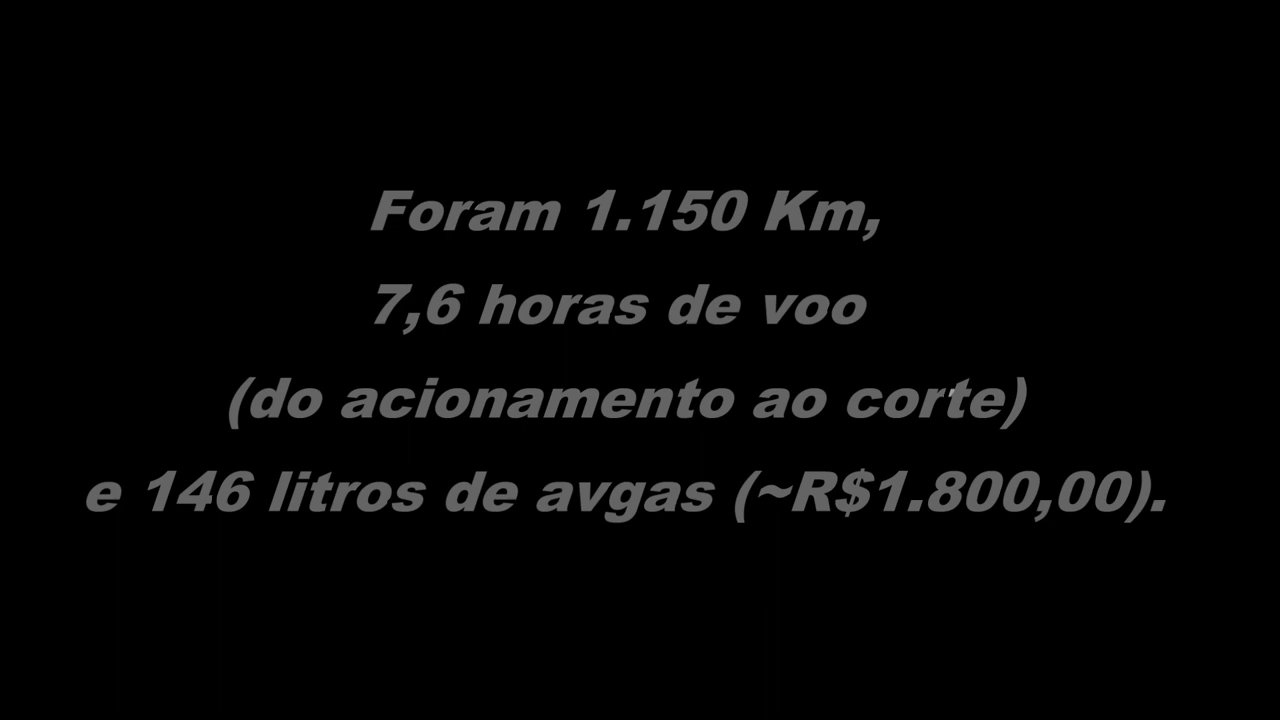 Foram 1.150 Km,
7,6 horas de voo
(do acionamento ao corte)
e 146 litros de avgas (~R$1.800,00).